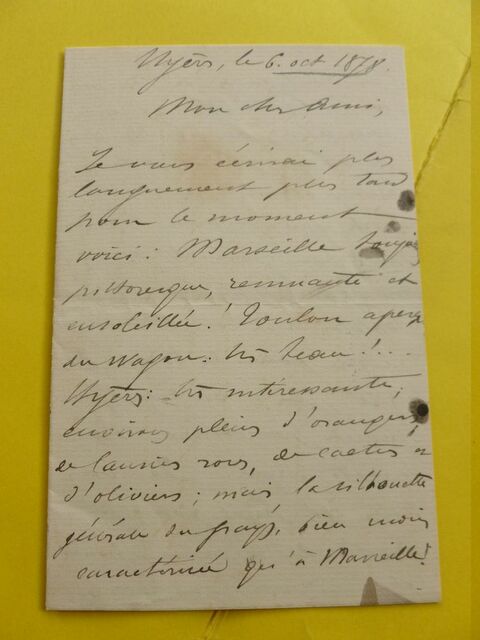 Hyères, le 6. oct 1878.
Mon cher Ami,
Je vous écrirai plus
longuement plus tard
pour le moment
voici : Marseille toujours
pittoresque, remuante et
ensoleillée ! Toulon aperçu
du wagon : très beau !...
Hyères : très intéressante,
environs pleins d'orangers,
de lauriers roses, de cactus et
d'oliviers ; mais la silhouette
générale du pays, bien moins
caractérisée qu'à Marseille.